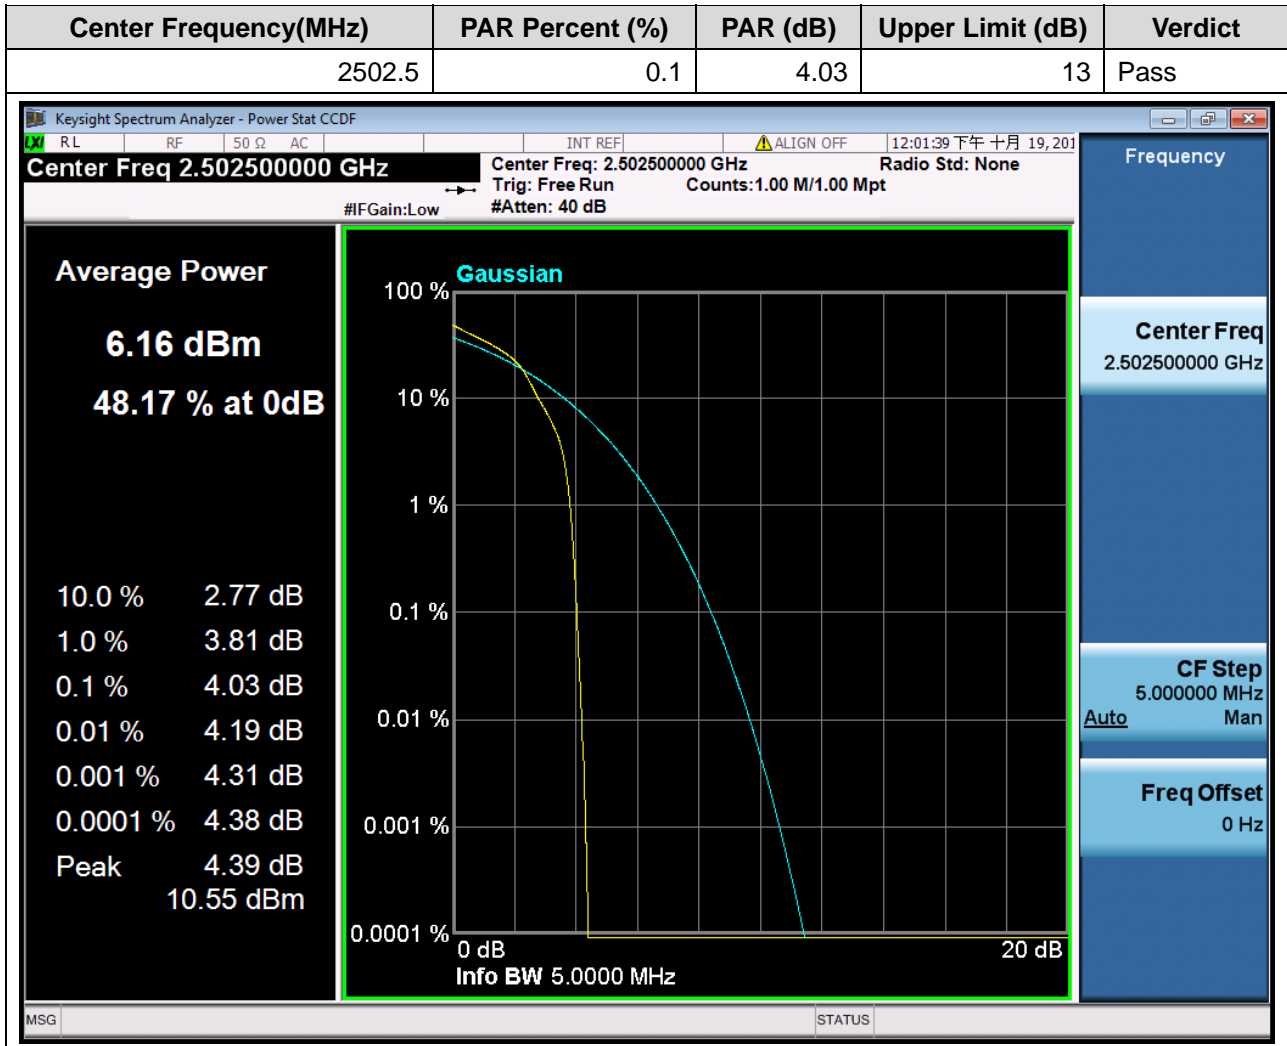 Center Frequency(MHz) PAR Percent (%) PAR (dB) Upper Limit (dB) Verdict
2502.5 0.1 4.03 13 Pass
Keysight Spectrum Analyzer - Power Stat CCDF
LXI RL RF 50 Ω AC INT REF ALIGN OFF 12:01:39 下午 十月 19, 201
Center Freq 2.502500000 GHz
Center Freq: 2.502500000 GHz Radio Std: None
Trig: Free Run Counts:1.00 M/1.00 Mpt
#IFGain:Low #Atten: 40 dB
Average Power
6.16 dBm
48.17 % at 0dB
10.0 % 2.77 dB
1.0 % 3.81 dB
0.1 % 4.03 dB
0.01 % 4.19 dB
0.001 % 4.31 dB
0.0001 % 4.38 dB
Peak 4.39 dB
10.55 dBm
Gaussian
100 %
10 %
1 %
0.1 %
0.01 %
0.001 %
0.0001 %
0 dB 20 dB
Info BW 5.0000 MHz
Frequency
Center Freq
2.502500000 GHz
CF Step
5.000000 MHz
Auto Man
Freq Offset
0 Hz
MSG STATUS